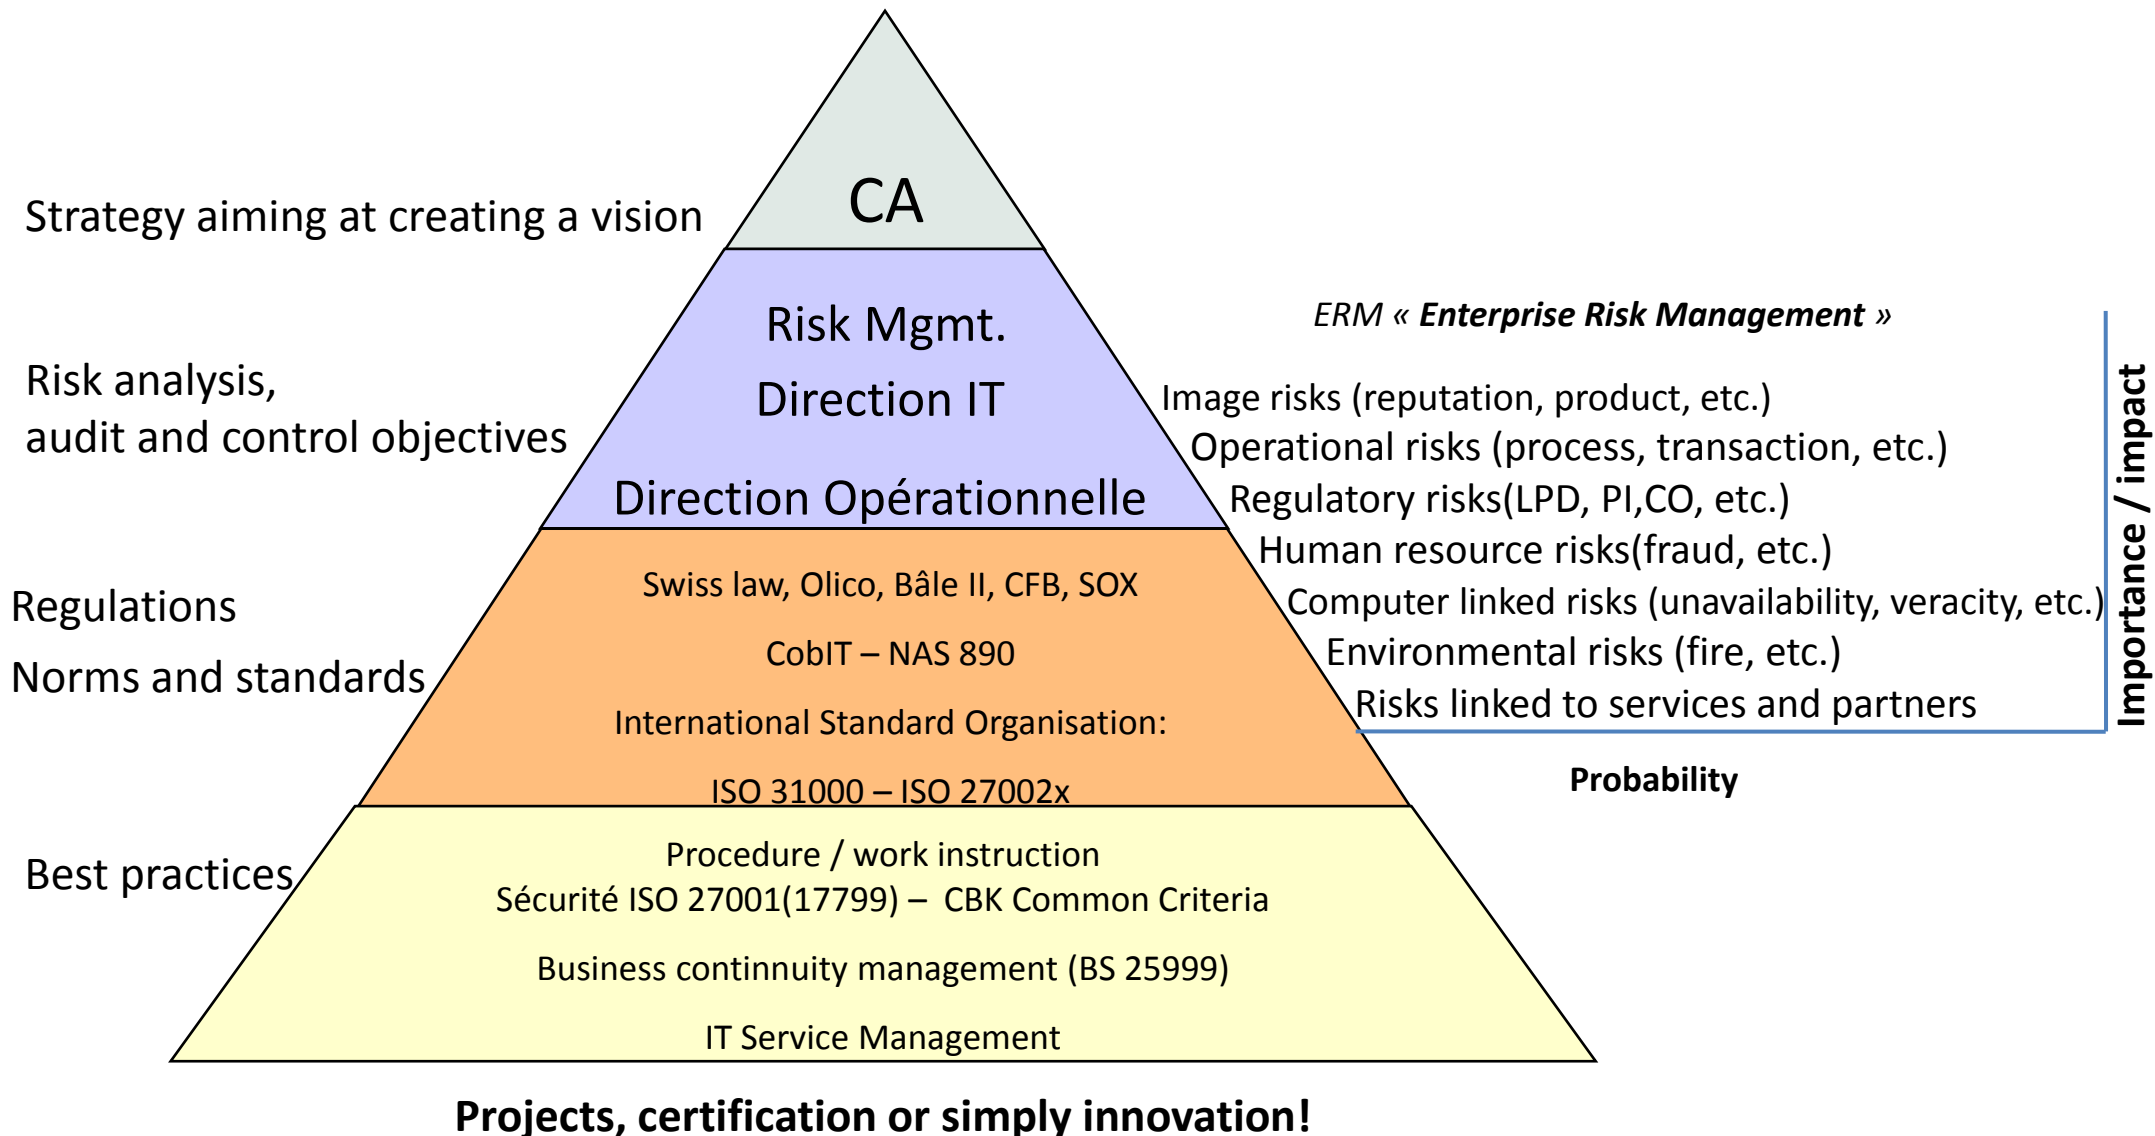 CA
Strategy aiming at creating a vision
Risk Mgmt.
Direction IT
Direction Opérationnelle
Risk analysis,
audit and control objectives
ERM « Enterprise Risk Management »
Image risks (reputation, product, etc.)
Operational risks (process, transaction, etc.)
Regulatory risks(LPD, PI,CO, etc.)
Human resource risks(fraud, etc.)
Computer linked risks (unavailability, veracity, etc.)
Environmental risks (fire, etc.)
Risks linked to services and partners
Importance / impact
Probability
Regulations
Norms and standards
Swiss law, Olico, Bâle II, CFB, SOX
CobIT – NAS 890
International Standard Organisation:
ISO 31000 – ISO 27002x
Best practices
Procedure / work instruction
Sécurité ISO 27001(17799) – CBK Common Criteria
Business continnuity management (BS 25999)
IT Service Management
Projects, certification or simply innovation!